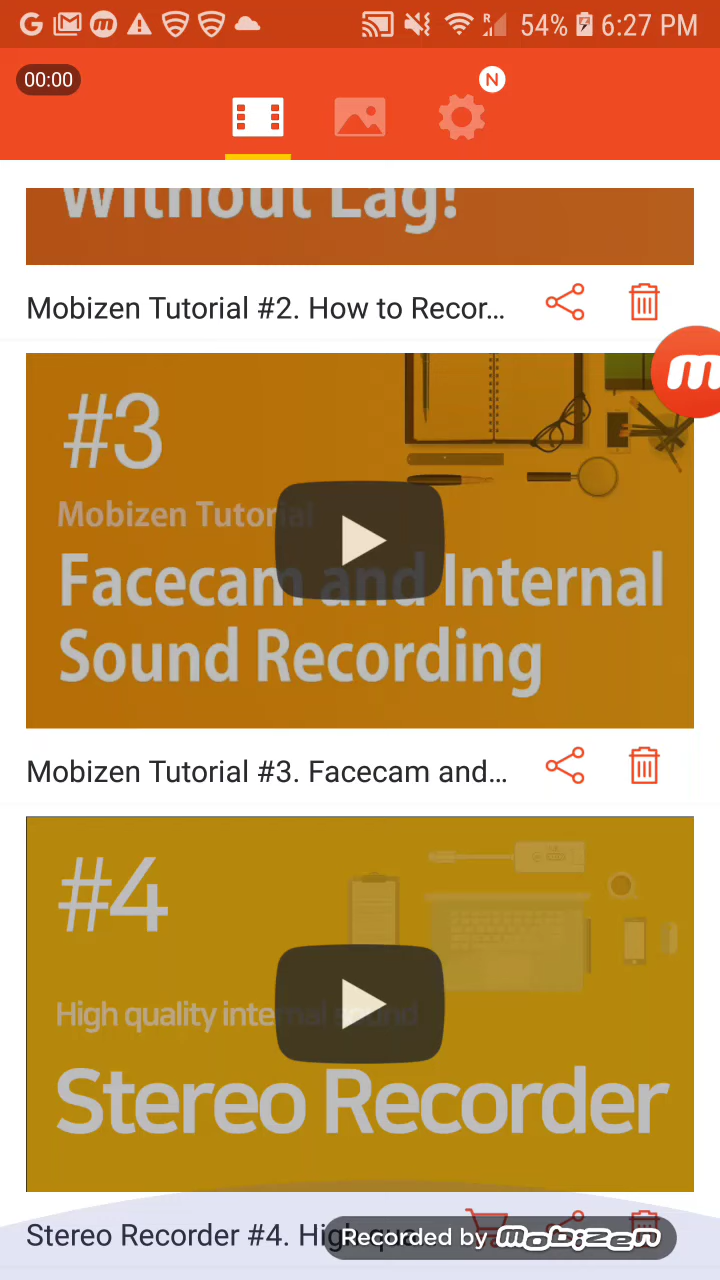 54% 6:27 PM
00:00
N
Without Lag!
Mobizen Tutorial #2. How to Recor...
#3
Mobizen Tutorial
Facecam and Internal
Sound Recording
Mobizen Tutorial #3. Facecam and...
#4
High quality internal sound
Stereo Recorder
Stereo Recorder #4. High-qua
Recorded by mobizen